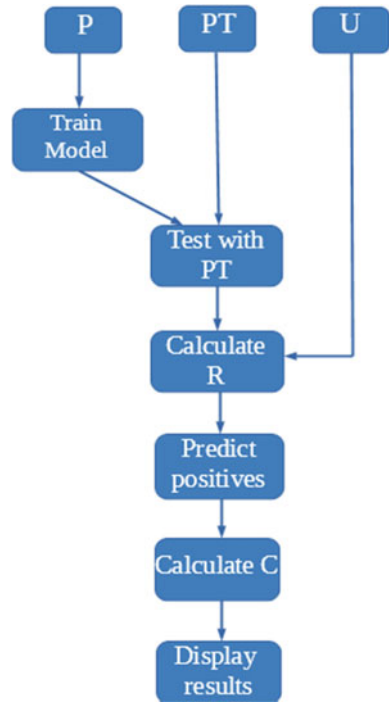 P
PT
U
Train
Model
Test with
PT
Calculate
R
Predict
positives
Calculate C
Display
results